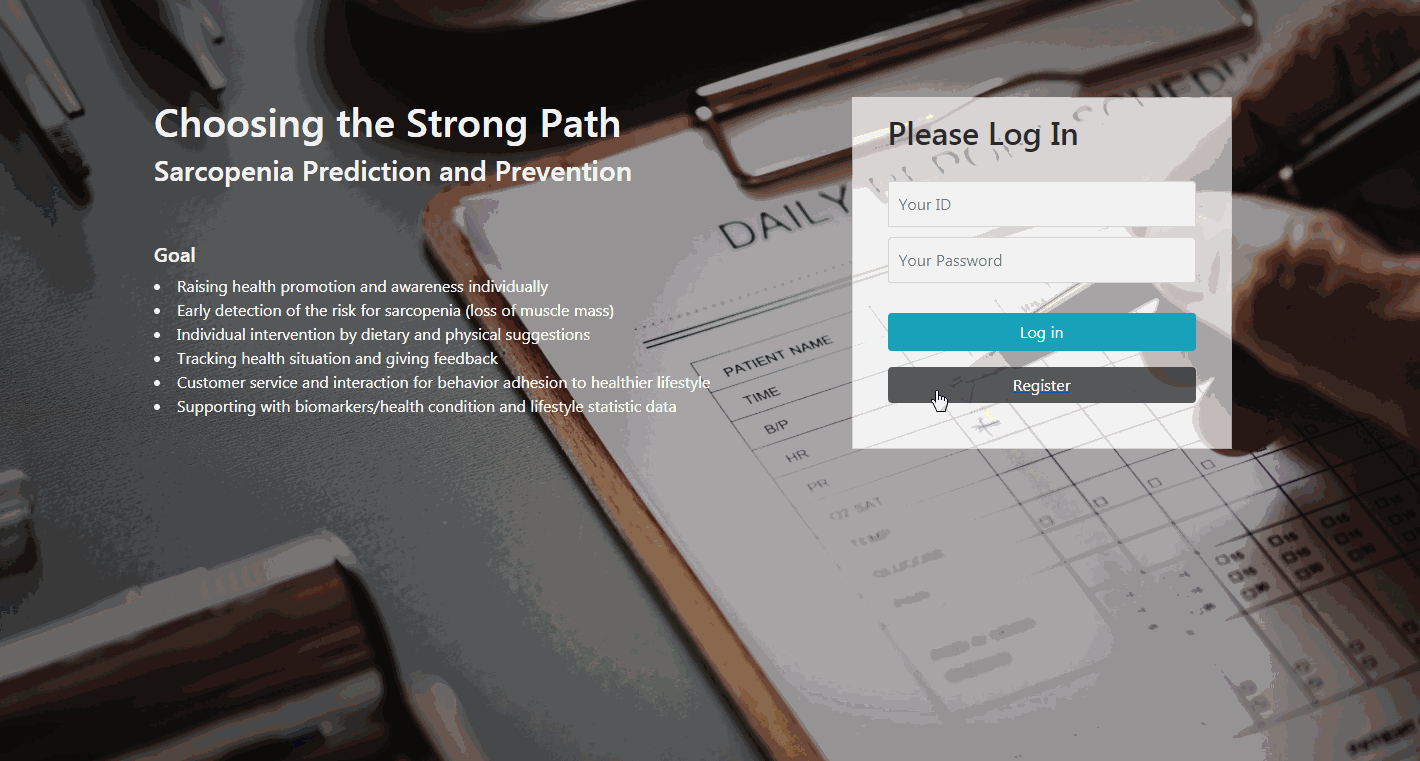 Choosing the Strong Path
Sarcopenia Prediction and Prevention
Goal
Raising health promotion and awareness individually
Early detection of the risk for sarcopenia (loss of muscle mass)
Individual intervention by dietary and physical suggestions
Tracking health situation and giving feedback
Customer service and interaction for behavior adhesion to healthier lifestyle
Supporting with biomarkers/health condition and lifestyle statistic data
Please Log In
Your ID
Your Password
Log in
Register
DAILY
SCHEDU
PATIENT NAME
TIME
B/P
HR
PR
O2 SAT
TEMP
GLUCOSE